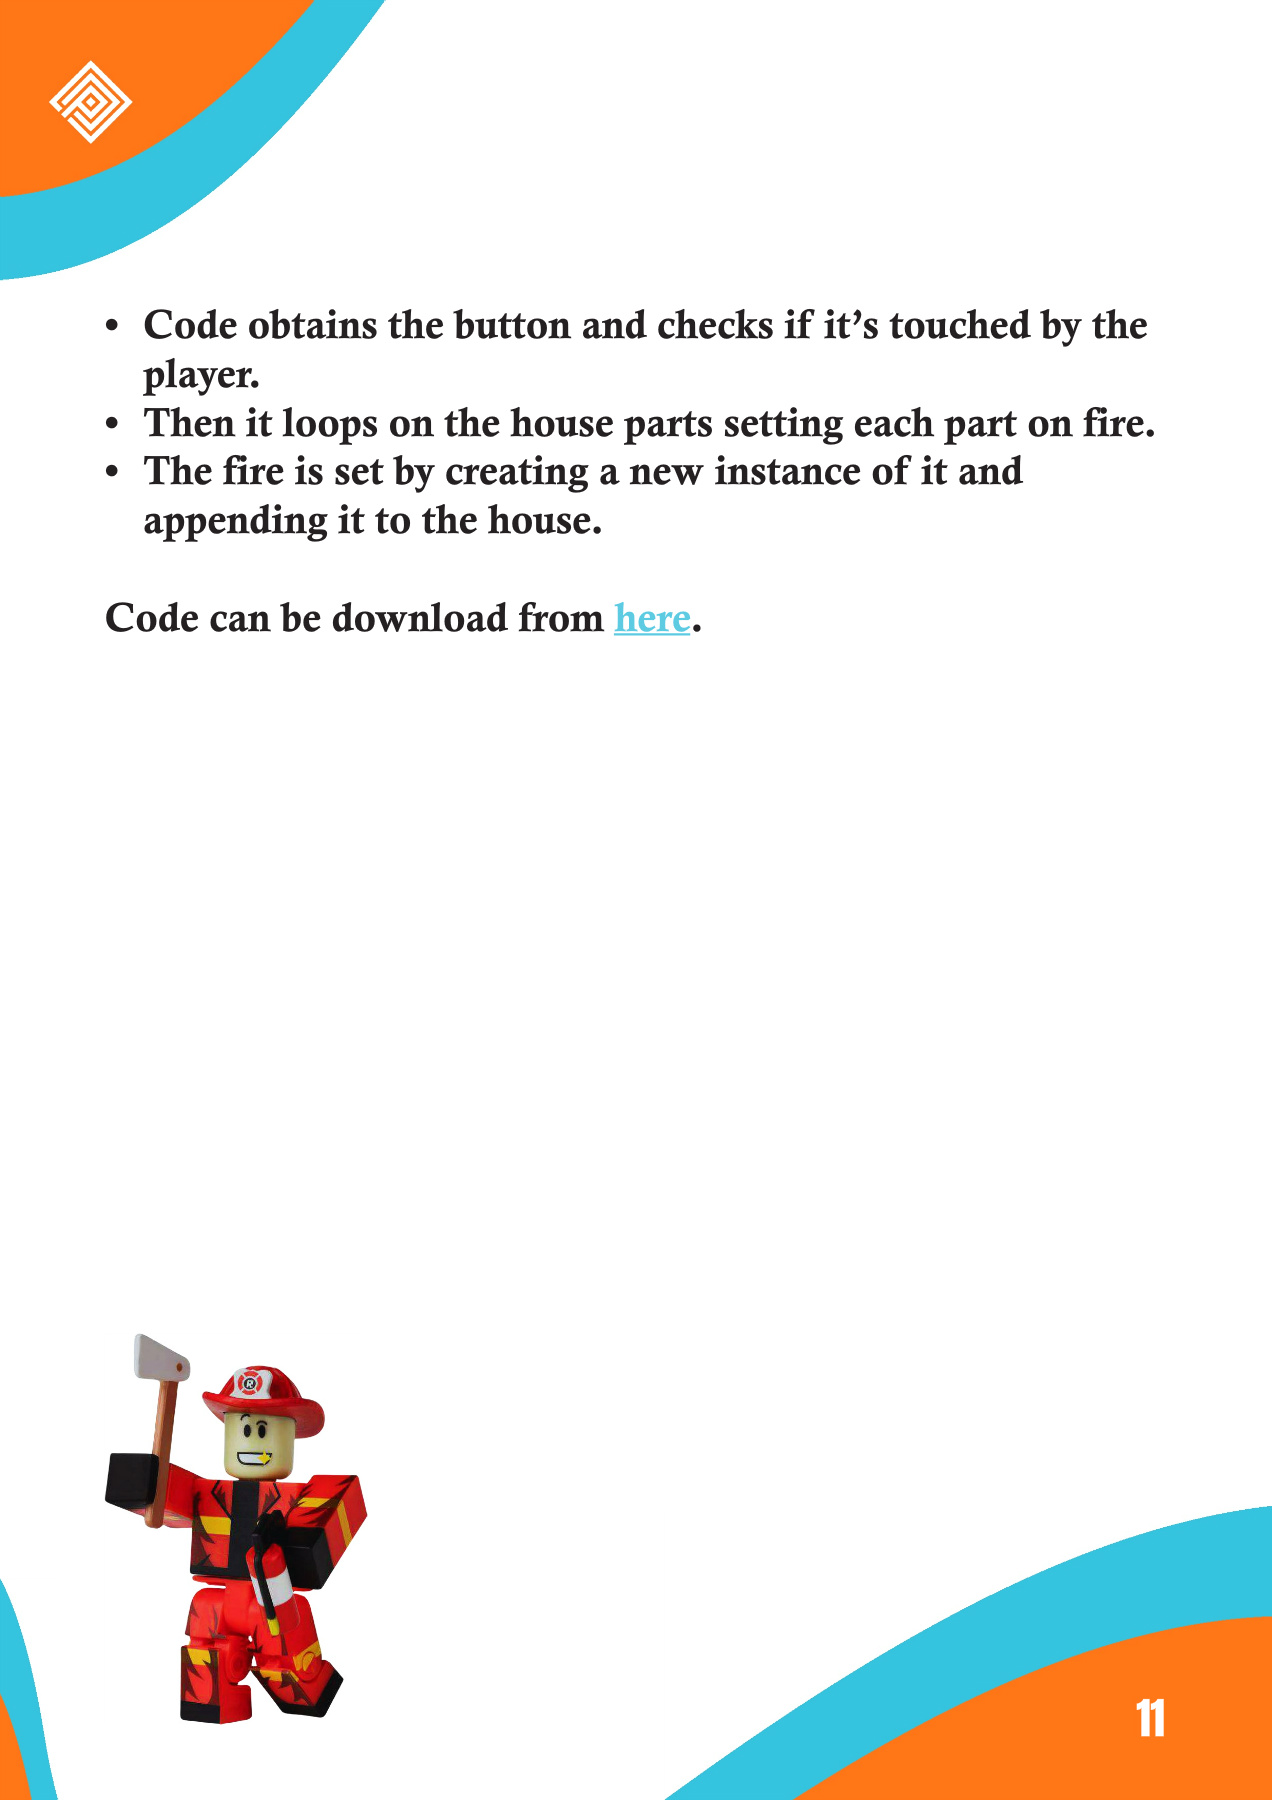 • Code obtains the button and checks if it’s touched by the
player.
• Then it loops on the house parts setting each part on fire.
• The fire is set by creating a new instance of it and
appending it to the house.
Code can be download from here.
R
11